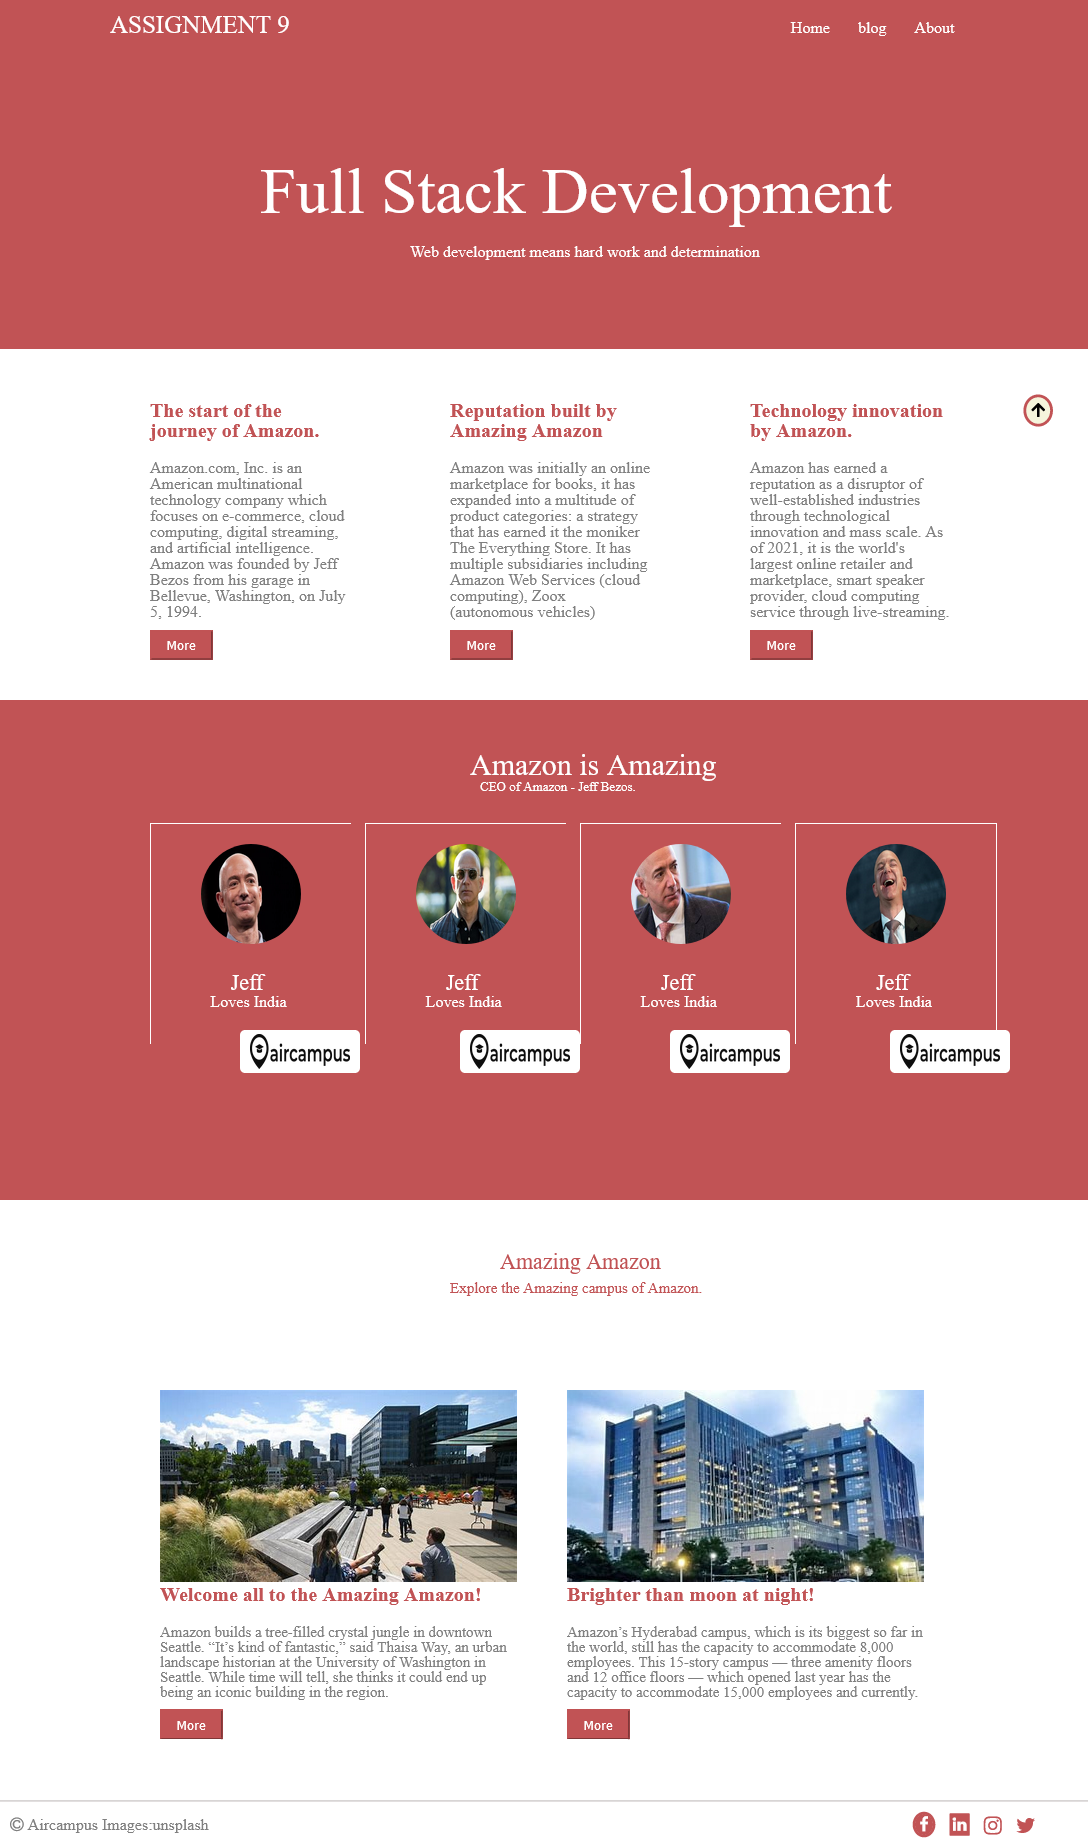 ASSIGNMENT 9
Home blog About
Full Stack Development
Web development means hard work and determination
The start of the
journey of Amazon.
Amazon.com, Inc. is an
American multinational
technology company which
focuses on e-commerce, cloud
computing, digital streaming,
and artificial intelligence.
Amazon was founded by Jeff
Bezos from his garage in
Bellevue, Washington, on July
5, 1994.
More
Reputation built by
Amazing Amazon
Amazon was initially an online
marketplace for books, it has
expanded into a multitude of
product categories: a strategy
that has earned it the moniker
The Everything Store. It has
multiple subsidiaries including
Amazon Web Services (cloud
computing), Zoox
(autonomous vehicles)
More
Technology innovation
by Amazon.
Amazon has earned a
reputation as a disruptor of
well-established industries
through technological
innovation and mass scale. As
of 2021, it is the world's
largest online retailer and
marketplace, smart speaker
provider, cloud computing
service through live-streaming.
More
Amazon is Amazing
CEO of Amazon - Jeff Bezos.
Jeff
Loves India
aircampus
Jeff
Loves India
aircampus
Jeff
Loves India
aircampus
Jeff
Loves India
aircampus
Amazing Amazon
Explore the Amazing campus of Amazon.
Welcome all to the Amazing Amazon!
Amazon builds a tree-filled crystal jungle in downtown
Seattle. “It’s kind of fantastic,” said Thaisa Way, an urban
landscape historian at the University of Washington in
Seattle. While time will tell, she thinks it could end up
being an iconic building in the region.
More
Brighter than moon at night!
Amazon’s Hyderabad campus, which is its biggest so far in
the world, still has the capacity to accommodate 8,000
employees. This 15-story campus — three amenity floors
and 12 office floors — which opened last year has the
capacity to accommodate 15,000 employees and currently.
More
© Aircampus Images:unsplash